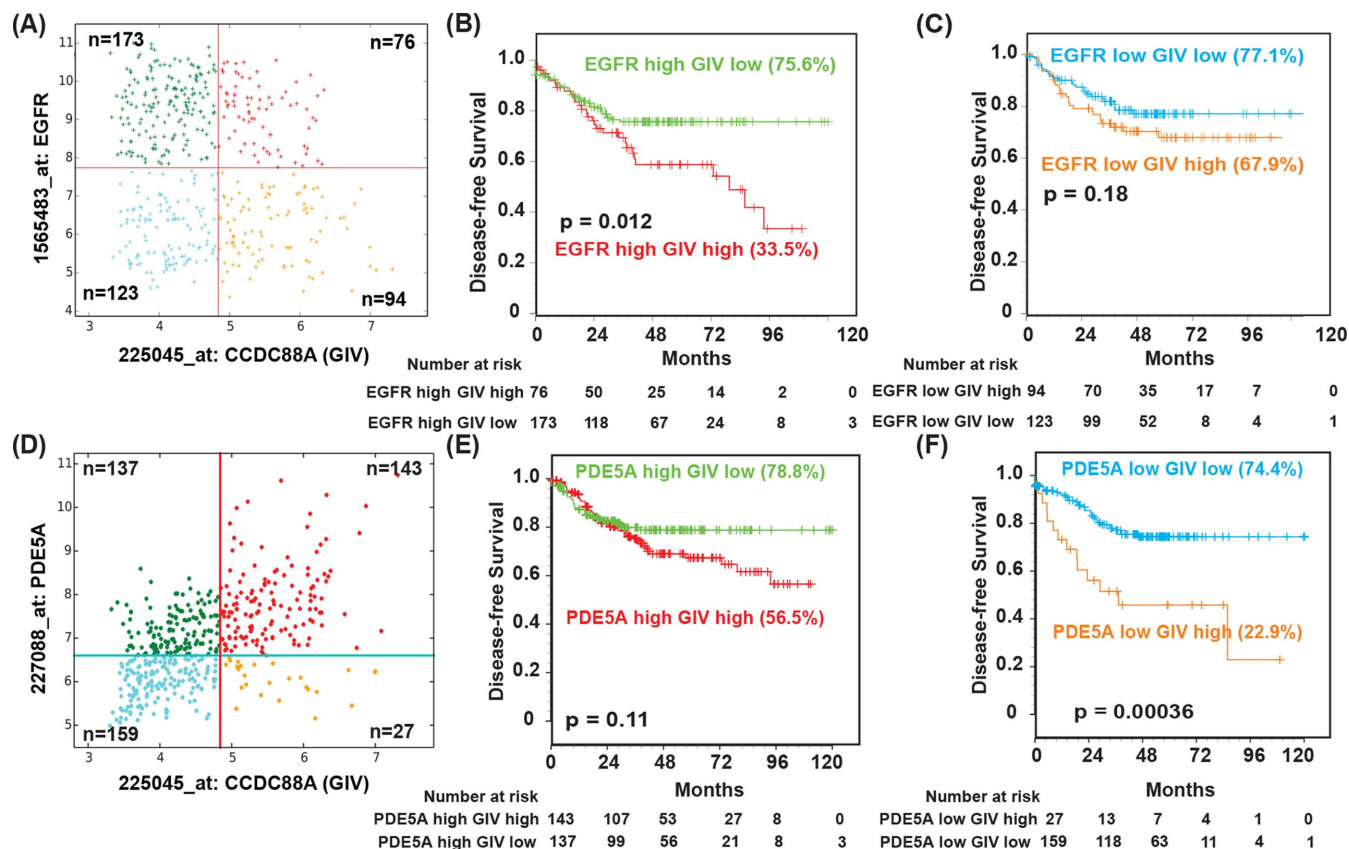 (A)
n=173
n=76
11
10
9
8
7
6
5
4
1565483_at: EGFR
n=123
n=94
3
4
5
6
7
225045_at: CCDC88A (GIV)
(B)
1.0
0.8
0.6
0.4
0.2
0
Disease-free Survival
EGFR high GIV low (75.6%)
p = 0.012
EGFR high GIV high (33.5%)
0 24 48 72 96 120
Months
Number at risk
EGFR high GIV high 76 50 25 14 2 0
EGFR high GIV low 173 118 67 24 8 3
(C)
1.0
0.8
0.6
0.4
0.2
0
Disease-free Survival
EGFR low GIV low (77.1%)
EGFR low GIV high (67.9%)
p = 0.18
0 24 48 72 96 120
Months
Number at risk
EGFR low GIV high 94 70 35 17 7 0
EGFR low GIV low 123 99 52 8 4 1
(D)
n=137
n=143
11
10
9
8
7
6
5
227088_at: PDE5A
n=159
n=27
3
4
5
6
7
225045_at: CCDC88A (GIV)
(E)
1.0
0.8
0.6
0.4
0.2
0
Disease-free Survival
PDE5A high GIV low (78.8%)
PDE5A high GIV high (56.5%)
p = 0.11
0 24 48 72 96 120
Months
Number at risk
PDE5A high GIV high 143 107 53 27 8 0
PDE5A high GIV low 137 99 56 21 8 3
(F)
1.0
0.8
0.6
0.4
0.2
0
Disease-free Survival
PDE5A low GIV low (74.4%)
PDE5A low GIV high (22.9%)
p = 0.00036
0 24 48 72 96 120
Months
Number at risk
PDE5A low GIV high 27 13 7 4 1 0
PDE5A low GIV low 159 118 63 11 4 1